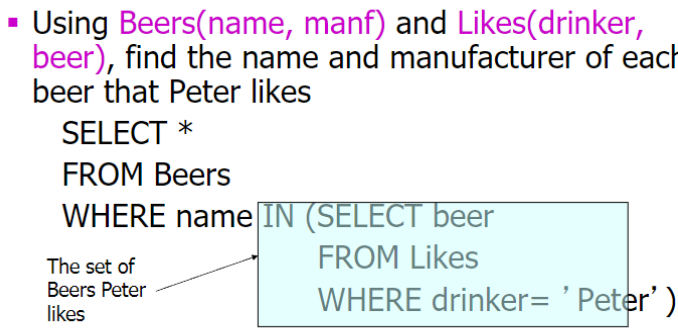 Using Beers(name, manf) and Likes(drinker,
beer), find the name and manufacturer of each
beer that Peter likes
SELECT *
FROM Beers
WHERE name IN (SELECT beer
FROM Likes
WHERE drinker= ’Peter’)
The set of
Beers Peter
likes